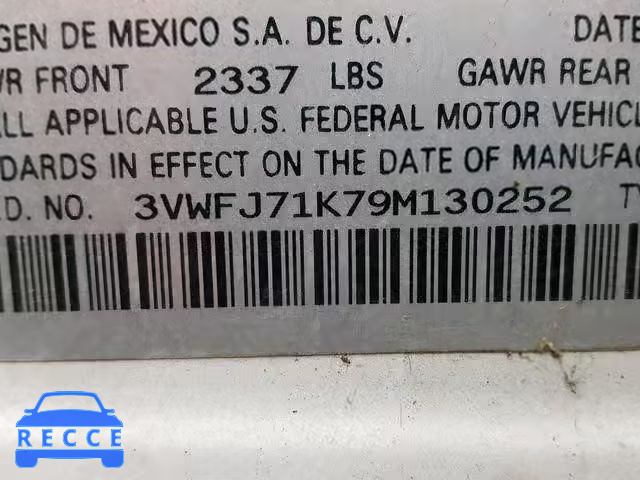 GEN DE MEXICO S.A. DE C.V. DATE
WR FRONT 2337 LBS GAWR REAR
ALL APPLICABLE U.S. FEDERAL MOTOR VEHICL
DARDS IN EFFECT ON THE DATE OF MANUFAC
.D. NO. 3VWFJ71K79M130252 T
RECCE